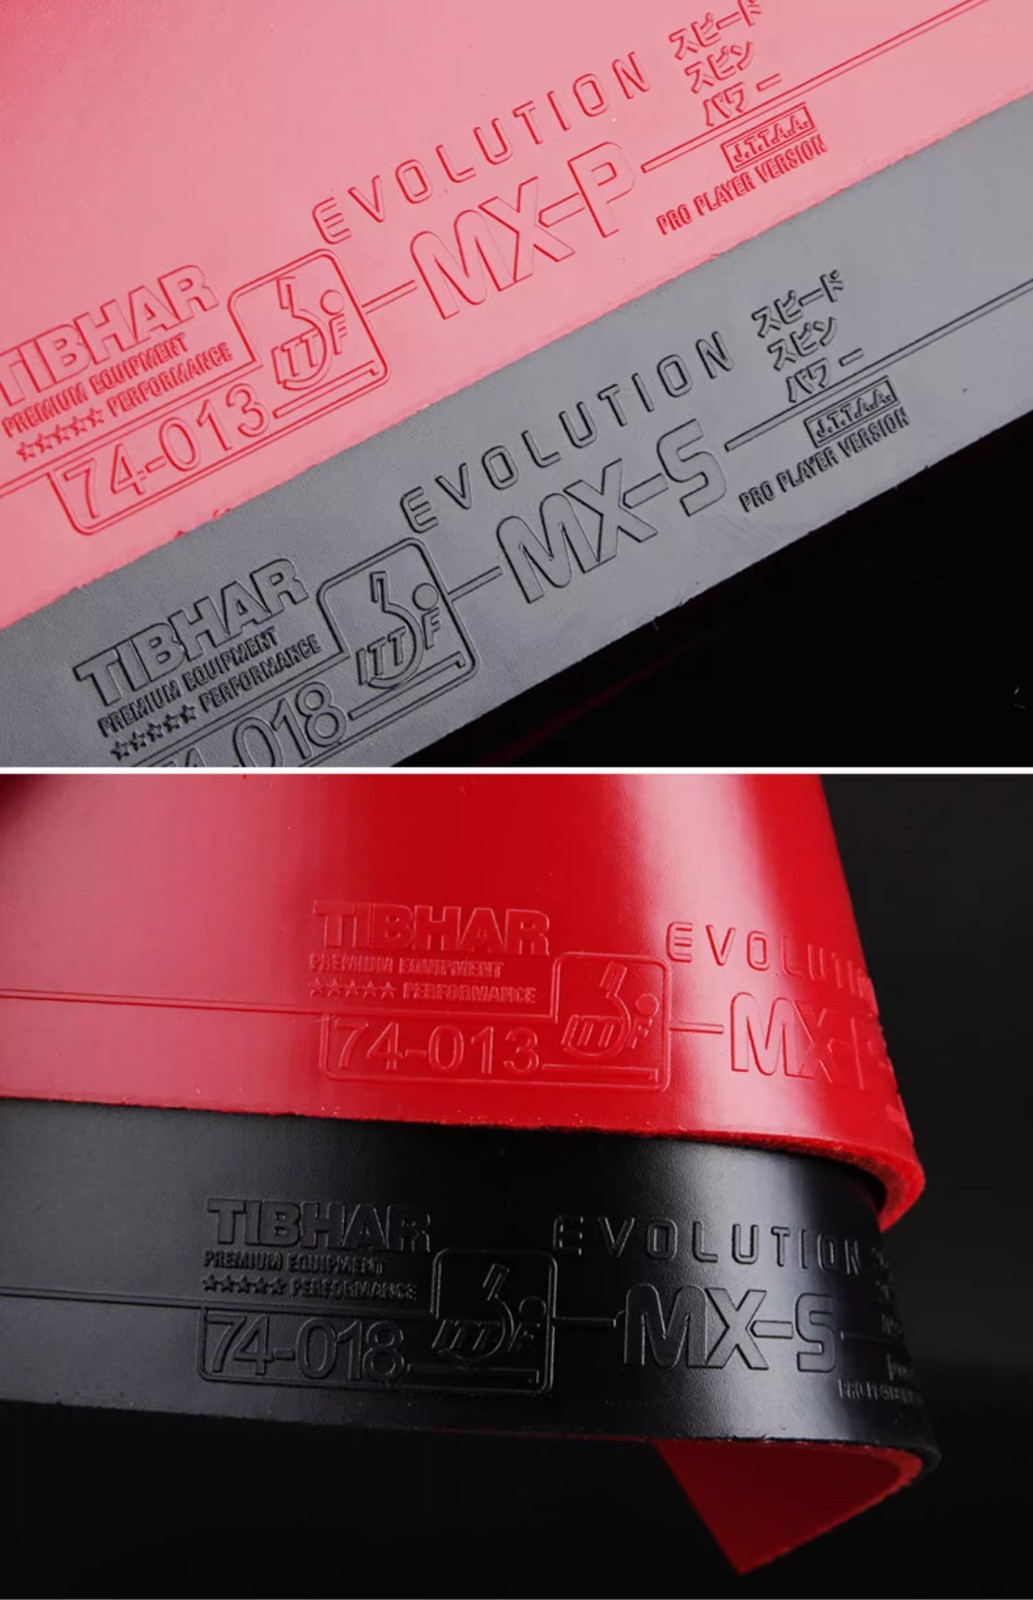 TIBHAR
PREMIUM EQUIPMENT
☆☆☆☆☆ PERFORMANCE
74-013
ITTF
EVOLUTION
MX-P
スピード
スピン
パワー
J.T.T.A.A.
PRO PLAYER VERSION
TIBHAR
PREMIUM EQUIPMENT
☆☆☆☆☆ PERFORMANCE
74-018
ITTF
EVOLUTION
MX-S
スピード
スピン
パワー
J.T.T.A.A.
PRO PLAYER VERSION
TIBHAR
PREMIUM EQUIPMENT
★★★★★ PERFORMANCE
74-013
ITTF
EVOLUTION
MX-P
TIBHAR
PREMIUM EQUIPMENT
☆☆☆☆☆ PERFORMANCE
74-018
ITTF
EVOLUTION
MX-S